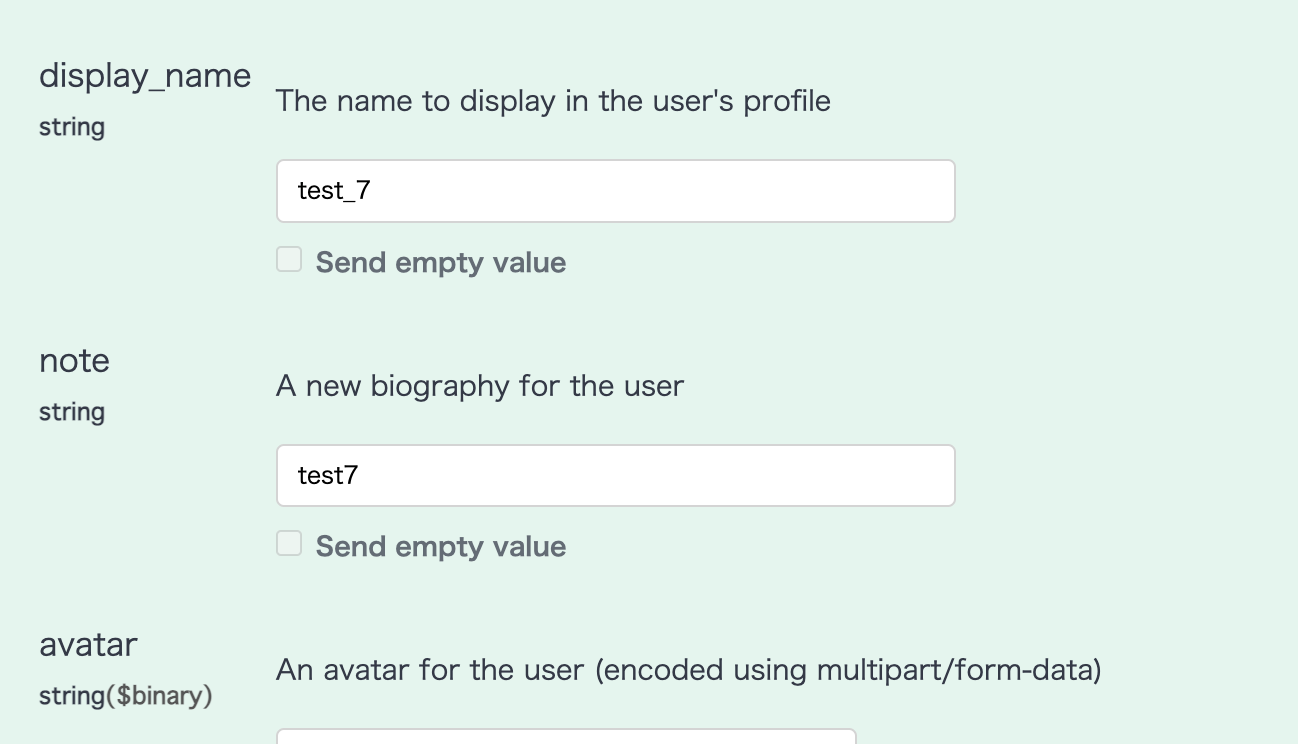 display_name
string
The name to display in the user's profile
test_7
Send empty value
note
string
A new biography for the user
test7
Send empty value
avatar
string($binary)
An avatar for the user (encoded using multipart/form-data)